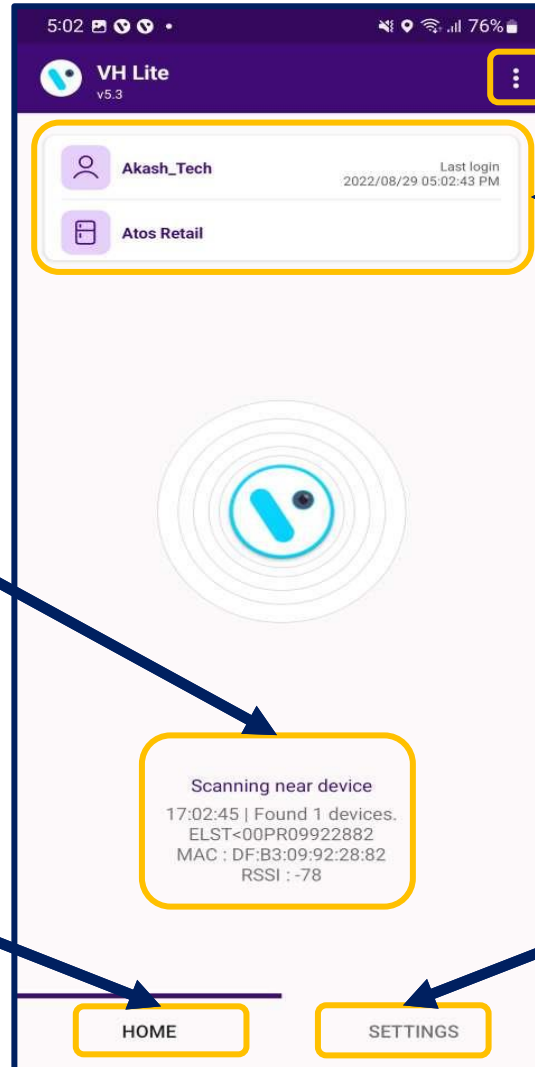 5:02
76%
VH Lite
v5.3
Akash_Tech
Last login
2022/08/29 05:02:43 PM
Atos Retail
Scanning near device
17:02:45 | Found 1 devices.
ELST<00PR09922882
MAC : DF:B3:09:92:28:82
RSSI : -78
HOME
SETTINGS